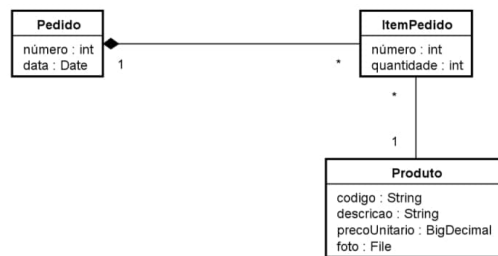 Pedido
número : int
data : Date
1
*
ItemPedido
número : int
quantidade : int
*
1
Produto
codigo : String
descricao : String
precoUnitario : BigDecimal
foto : File